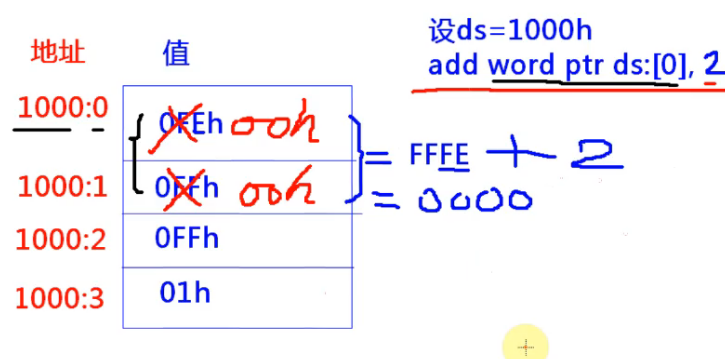 设ds=1000h
add word ptr ds:[0], 2
地址 值
1000:0 0FEh 00h
= FFFE + 2
1000:1 0FFh 00h
= 0000
1000:2 0FFh
1000:3 01h